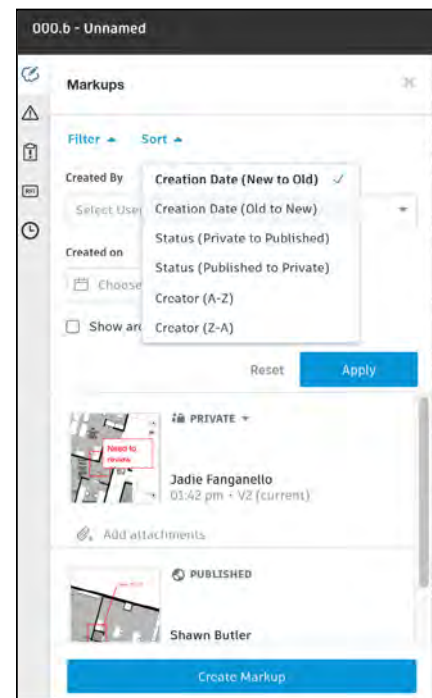 000.b - Unnamed
Markups
Filter Sort
Created By
Select User
Creation Date (New to Old)
Creation Date (Old to New)
Status (Private to Published)
Status (Published to Private)
Creator (A-Z)
Creator (Z-A)
Created on
Choose
Show arc
Reset Apply
Need to
review
PRIVATE
Jadie Fanganello
01:42 pm • V2 (current)
Add attachments
PUBLISHED
Shawn Butler
Create Markup